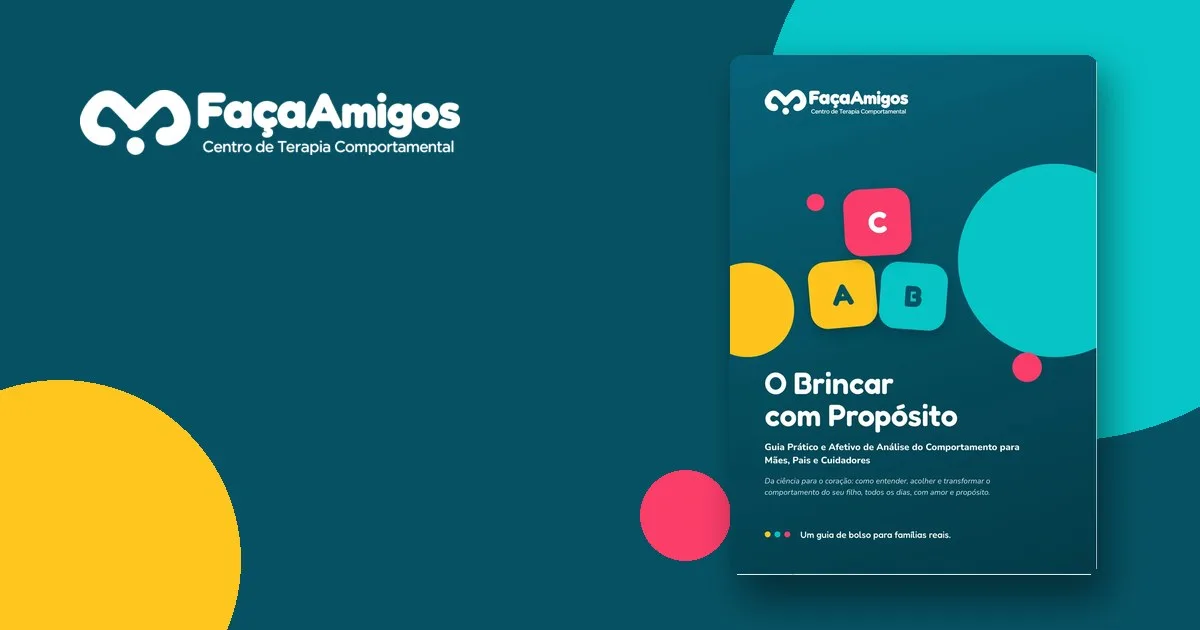 FaçaAmigos
Centro de Terapia Comportamental
FaçaAmigos
Centro de Terapia Comportamental
C
A B
O Brincar
com Propósito
Guia Prático e Afetivo de Análise do Comportamento para
Mães, Pais e Cuidadores
Da ciência para o coração: como entender, acolher e transformar o
comportamento do seu filho, todos os dias, com amor e propósito.
Um guia de bolso para famílias reais.